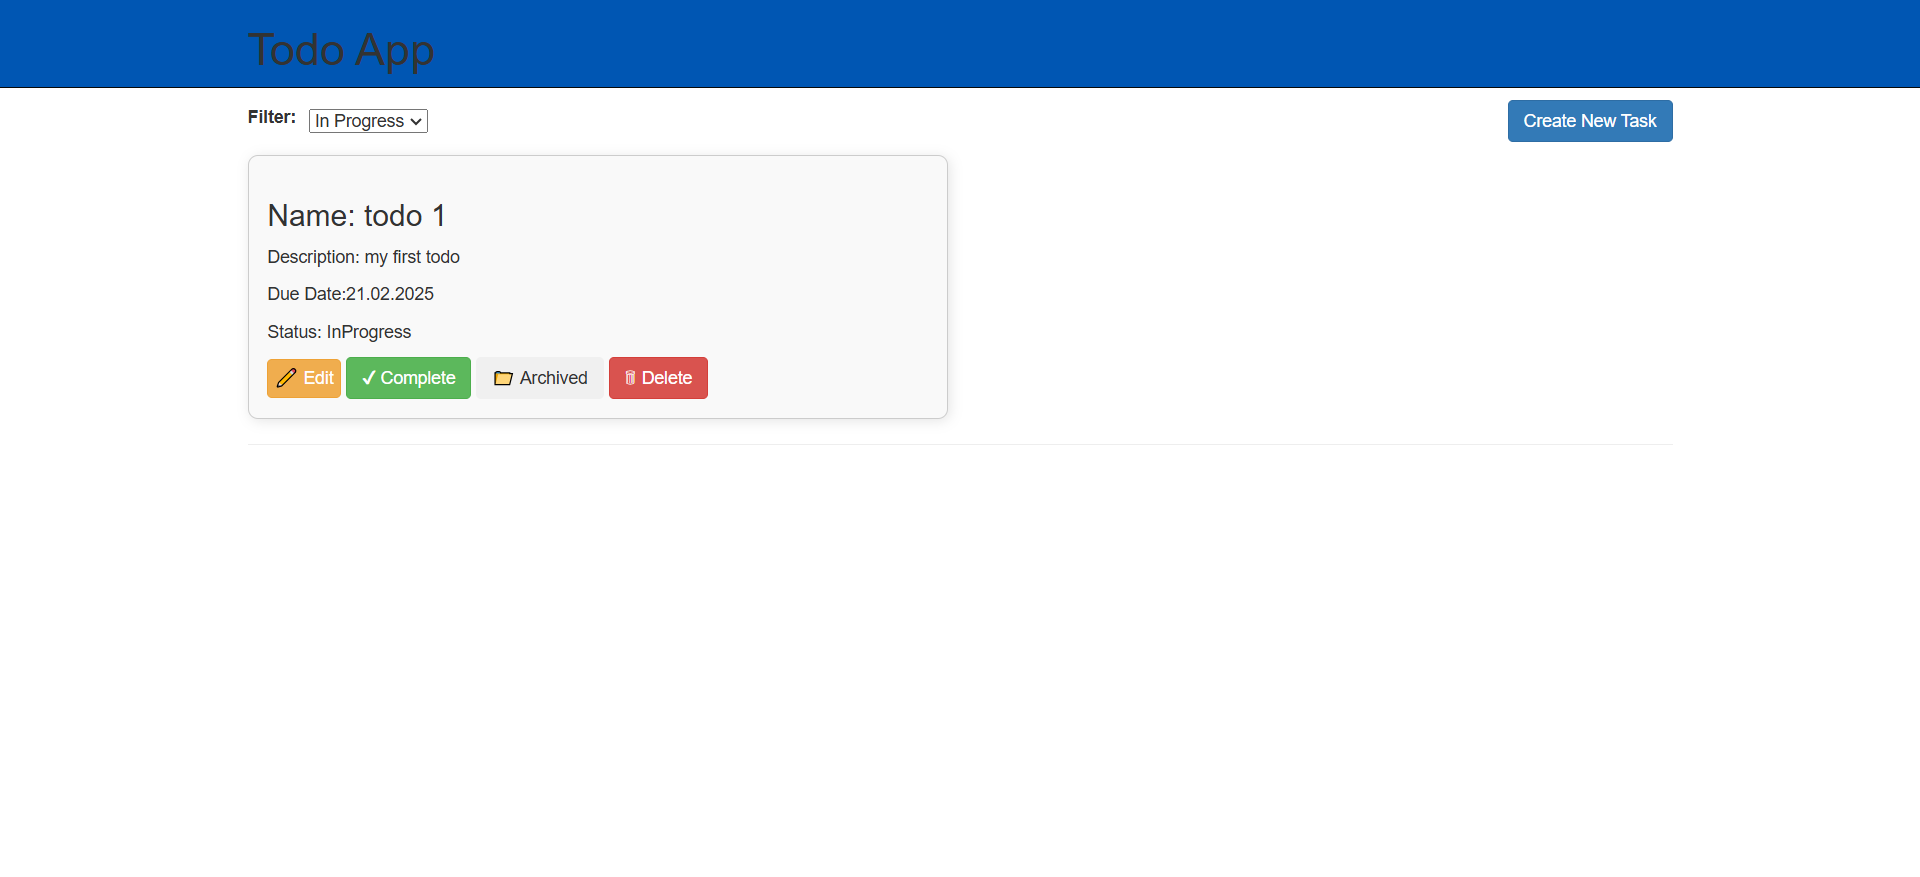 Todo App
Filter: In Progress
Create New Task
Name: todo 1
Description: my first todo
Due Date:21.02.2025
Status: InProgress
Edit ✓ Complete Archived Delete